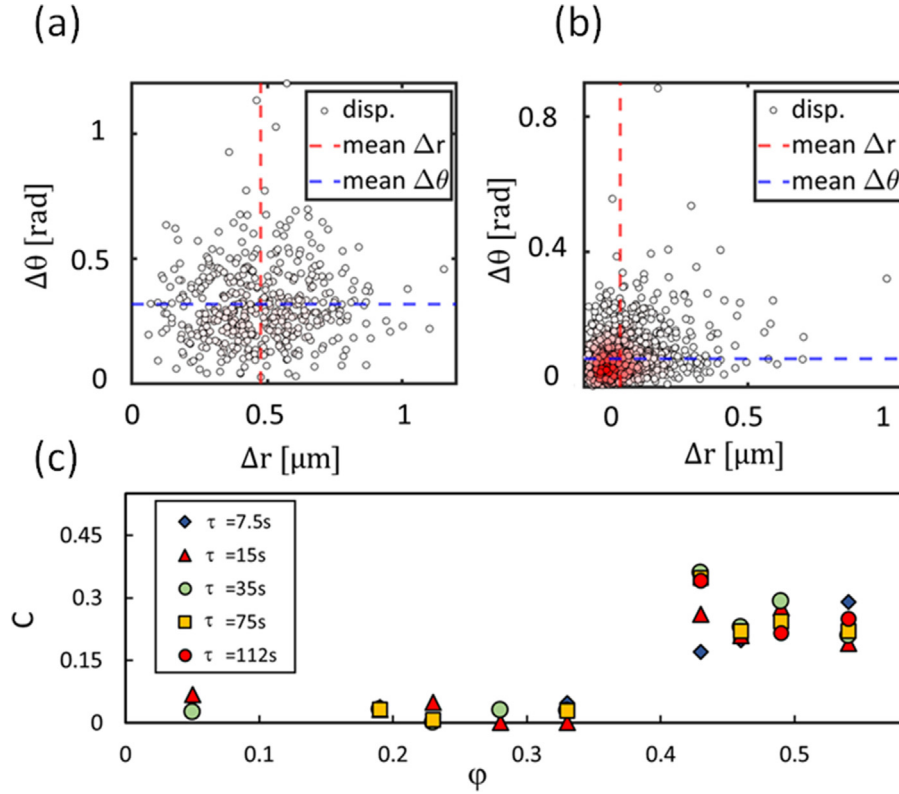 (a)
disp.
mean Δr
mean Δθ
1
0.5
0
Δθ [rad]
0
0.5
1
Δr [μm]
(b)
disp.
mean Δr
mean Δθ
0.8
0.4
0
Δθ [rad]
0
0.5
1
Δr [μm]
(c)
τ =7.5s
τ =15s
τ =35s
τ =75s
τ =112s
0.45
0.3
0.15
0
C
0
0.1
0.2
0.3
0.4
0.5
φ